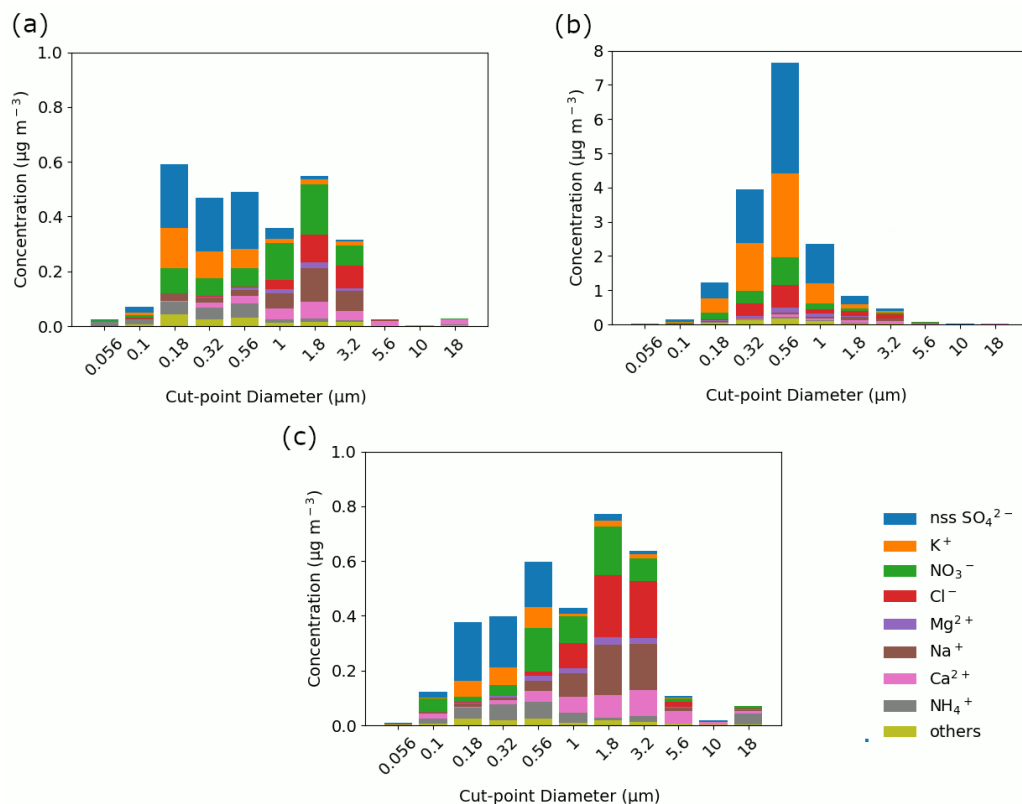 (a)
1.0
0.8
0.6
0.4
0.2
0.0
Concentration (µg m⁻³)
0.056 0.1 0.18 0.32 0.56 1 1.8 3.2 5.6 10 18
Cut-point Diameter (µm)
(b)
8
7
6
5
4
3
2
1
0
Concentration (µg m⁻³)
0.056 0.1 0.18 0.32 0.56 1 1.8 3.2 5.6 10 18
Cut-point Diameter (µm)
(c)
1.0
0.8
0.6
0.4
0.2
0.0
Concentration (µg m⁻³)
0.056 0.1 0.18 0.32 0.56 1 1.8 3.2 5.6 10 18
Cut-point Diameter (µm)
nss SO₄²⁻
K⁺
NO₃⁻
Cl⁻
Mg²⁺
Na⁺
Ca²⁺
NH₄⁺
others